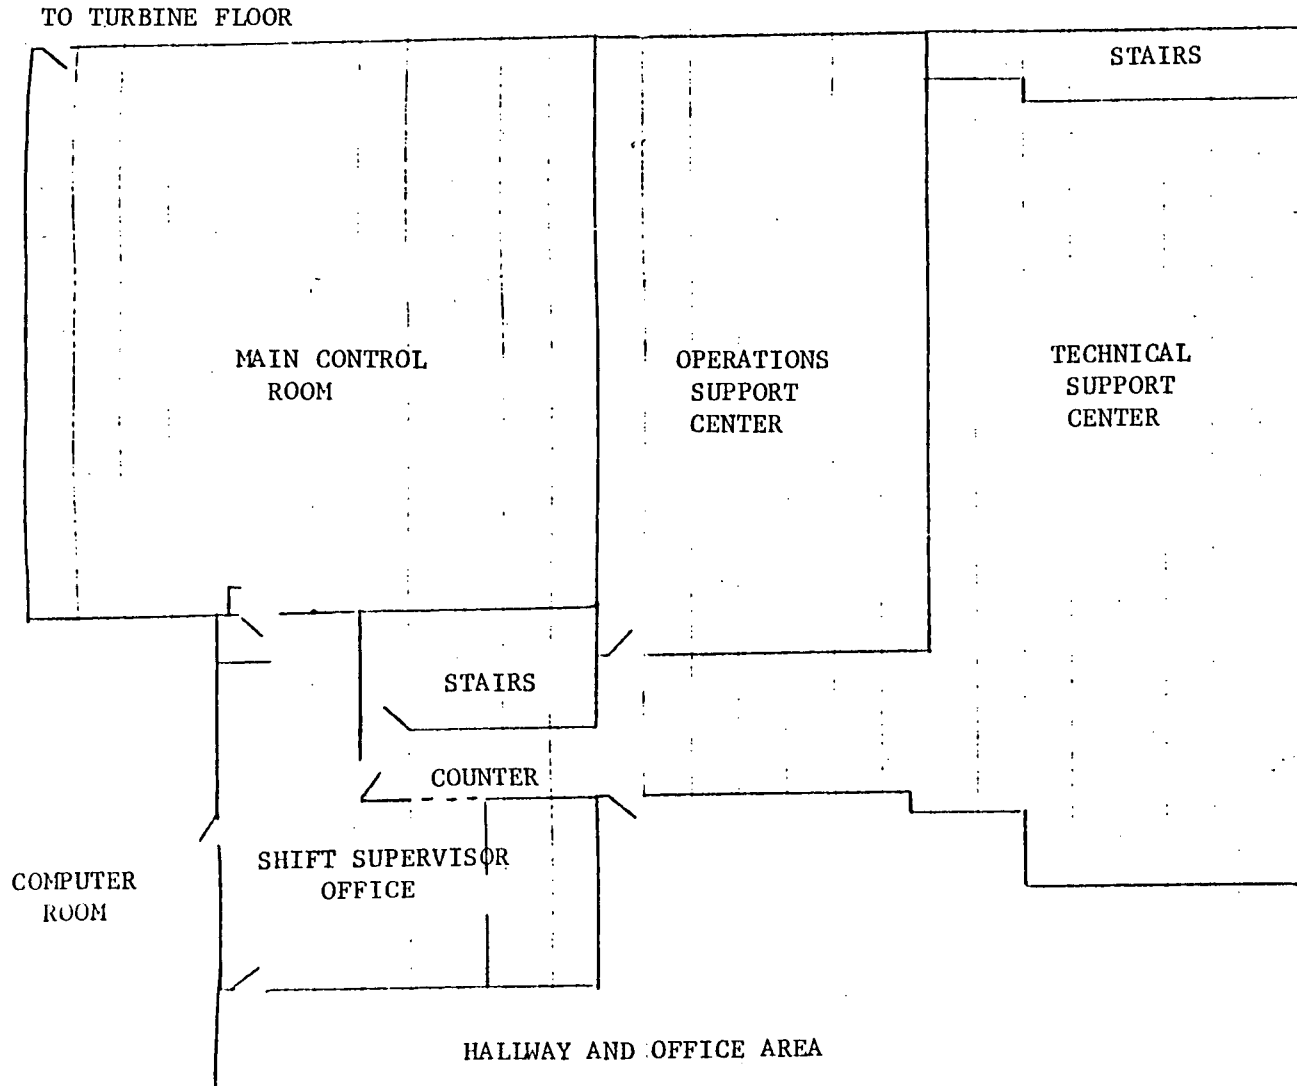 TO TURBINE FLOOR
STAIRS
MAIN CONTROL
ROOM
OPERATIONS
SUPPORT
CENTER
TECHNICAL
SUPPORT
CENTER
STAIRS
COUNTER
SHIFT SUPERVISOR
OFFICE
COMPUTER
ROOM
HALLWAY AND OFFICE AREA